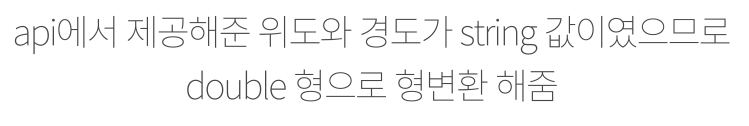 api에서 제공해준 위도와 경도가 string 값이였으므로
double 형으로 형변환 해줌